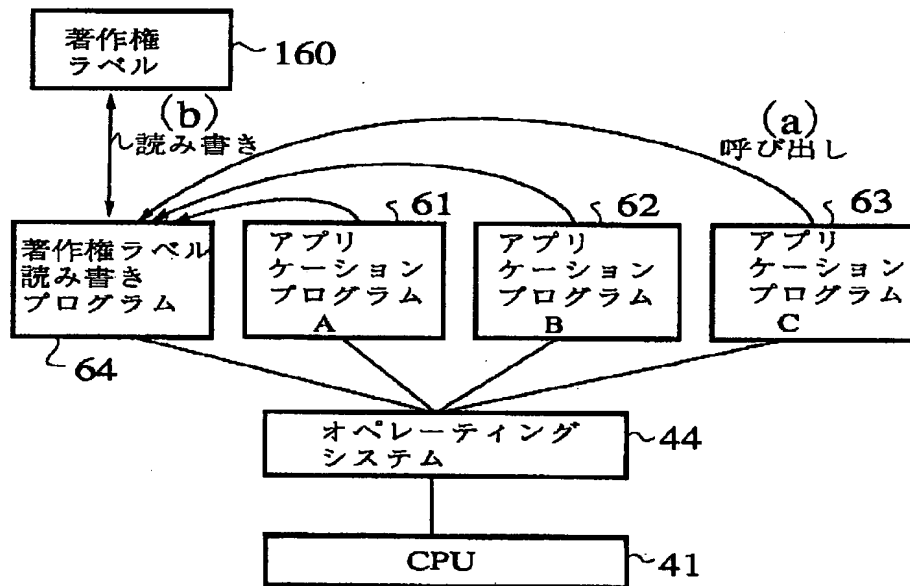 著作権
ラベル
160
(b)
読み書き
(a)
呼び出し
61
62
63
著作権ラベル
読み書き
プログラム
64
アプリ
ケーション
プログラム
A
アプリ
ケーション
プログラム
B
アプリ
ケーション
プログラム
C
オペレーティング
システム
44
CPU
41